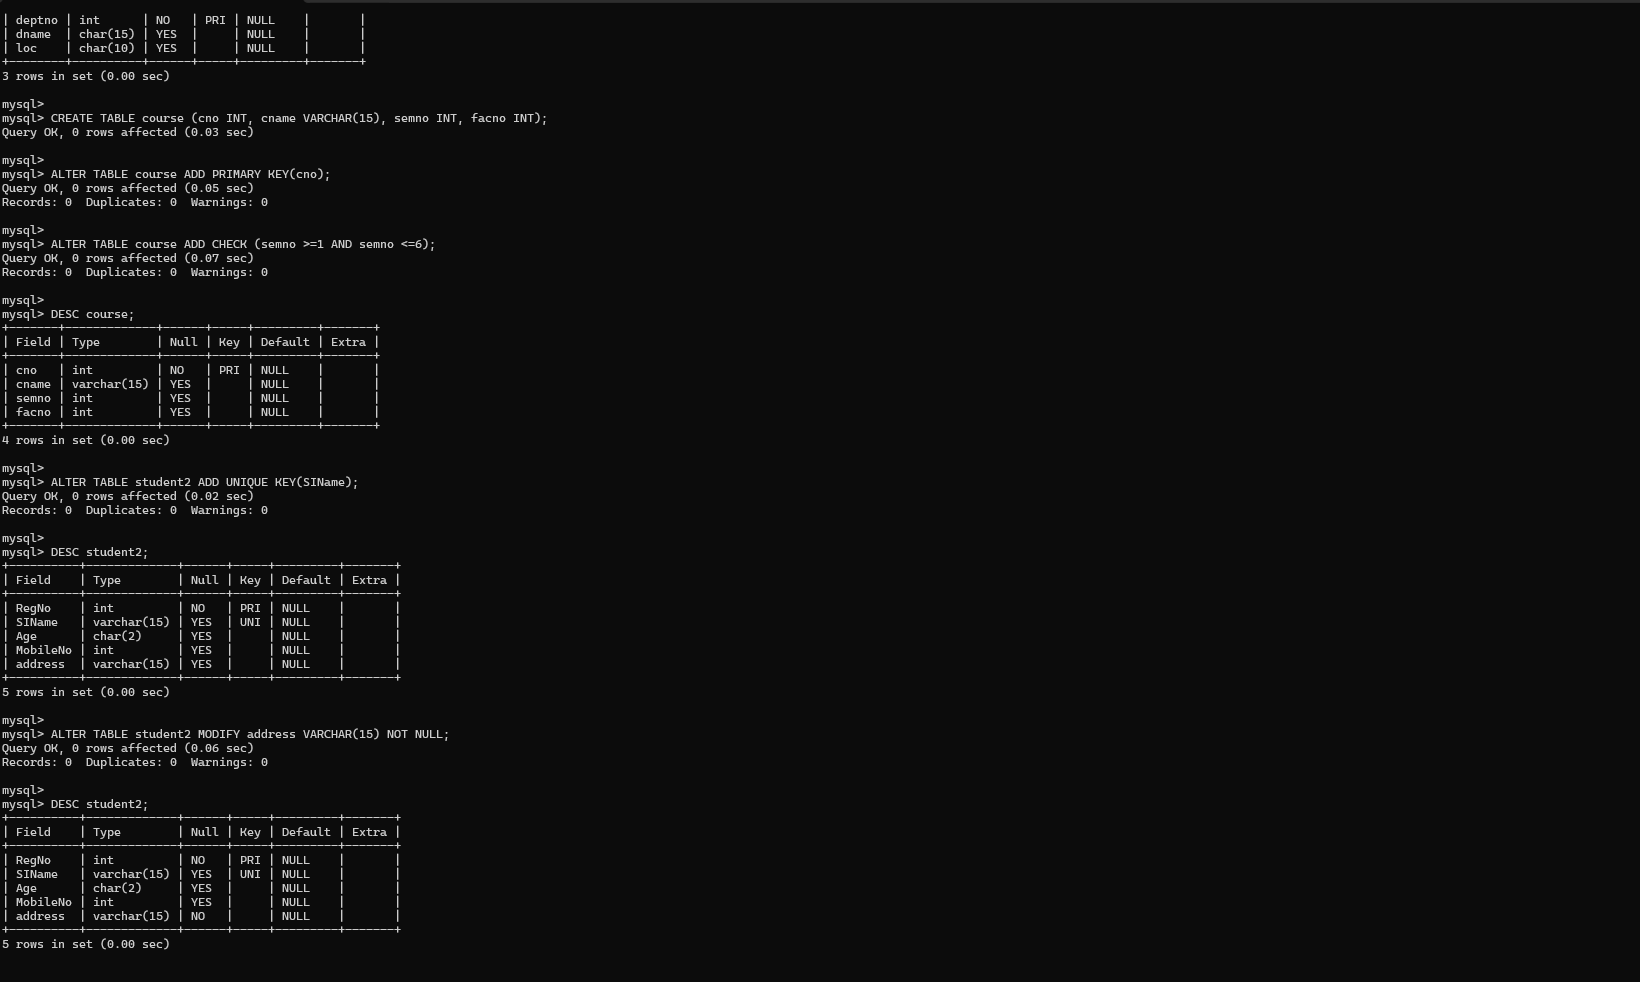 | deptno | int      | NO   | PRI | NULL    |       |
| dname  | char(15) | YES  |     | NULL    |       |
| loc    | char(10) | YES  |     | NULL    |       |
+--------+----------+------+-----+---------+-------+
3 rows in set (0.00 sec)
mysql>
mysql> CREATE TABLE course (cno INT, cname VARCHAR(15), semno INT, facno INT);
Query OK, 0 rows affected (0.03 sec)
mysql>
mysql> ALTER TABLE course ADD PRIMARY KEY(cno);
Query OK, 0 rows affected (0.05 sec)
Records: 0  Duplicates: 0  Warnings: 0
mysql>
mysql> ALTER TABLE course ADD CHECK (semno >=1 AND semno <=6);
Query OK, 0 rows affected (0.07 sec)
Records: 0  Duplicates: 0  Warnings: 0
mysql>
mysql> DESC course;
+-------+-------------+------+-----+---------+-------+
| Field | Type        | Null | Key | Default | Extra |
+-------+-------------+------+-----+---------+-------+
| cno   | int         | NO   | PRI | NULL    |       |
| cname | varchar(15) | YES  |     | NULL    |       |
| semno | int         | YES  |     | NULL    |       |
| facno | int         | YES  |     | NULL    |       |
+-------+-------------+------+-----+---------+-------+
4 rows in set (0.00 sec)
mysql>
mysql> ALTER TABLE student2 ADD UNIQUE KEY(SIName);
Query OK, 0 rows affected (0.02 sec)
Records: 0  Duplicates: 0  Warnings: 0
mysql>
mysql> DESC student2;
+----------+-------------+------+-----+---------+-------+
| Field    | Type        | Null | Key | Default | Extra |
+----------+-------------+------+-----+---------+-------+
| RegNo    | int         | NO   | PRI | NULL    |       |
| SIName   | varchar(15) | YES  | UNI | NULL    |       |
| Age      | char(2)     | YES  |     | NULL    |       |
| MobileNo | int         | YES  |     | NULL    |       |
| address  | varchar(15) | YES  |     | NULL    |       |
+----------+-------------+------+-----+---------+-------+
5 rows in set (0.00 sec)
mysql>
mysql> ALTER TABLE student2 MODIFY address VARCHAR(15) NOT NULL;
Query OK, 0 rows affected (0.06 sec)
Records: 0  Duplicates: 0  Warnings: 0
mysql>
mysql> DESC student2;
+----------+-------------+------+-----+---------+-------+
| Field    | Type        | Null | Key | Default | Extra |
+----------+-------------+------+-----+---------+-------+
| RegNo    | int         | NO   | PRI | NULL    |       |
| SIName   | varchar(15) | YES  | UNI | NULL    |       |
| Age      | char(2)     | YES  |     | NULL    |       |
| MobileNo | int         | YES  |     | NULL    |       |
| address  | varchar(15) | NO   |     | NULL    |       |
+----------+-------------+------+-----+---------+-------+
5 rows in set (0.00 sec)